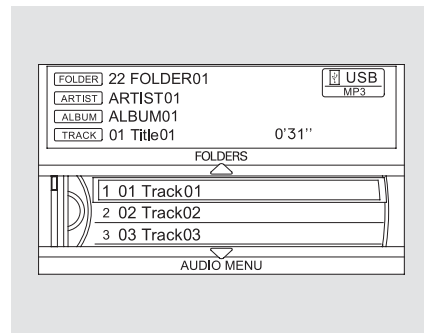 FOLDER 22 FOLDER01 USB
ARTIST ARTIST01 MP3
ALBUM ALBUM01
TRACK 01 Title01 0'31''
FOLDERS
1 01 Track01
2 02 Track02
3 03 Track03
AUDIO MENU